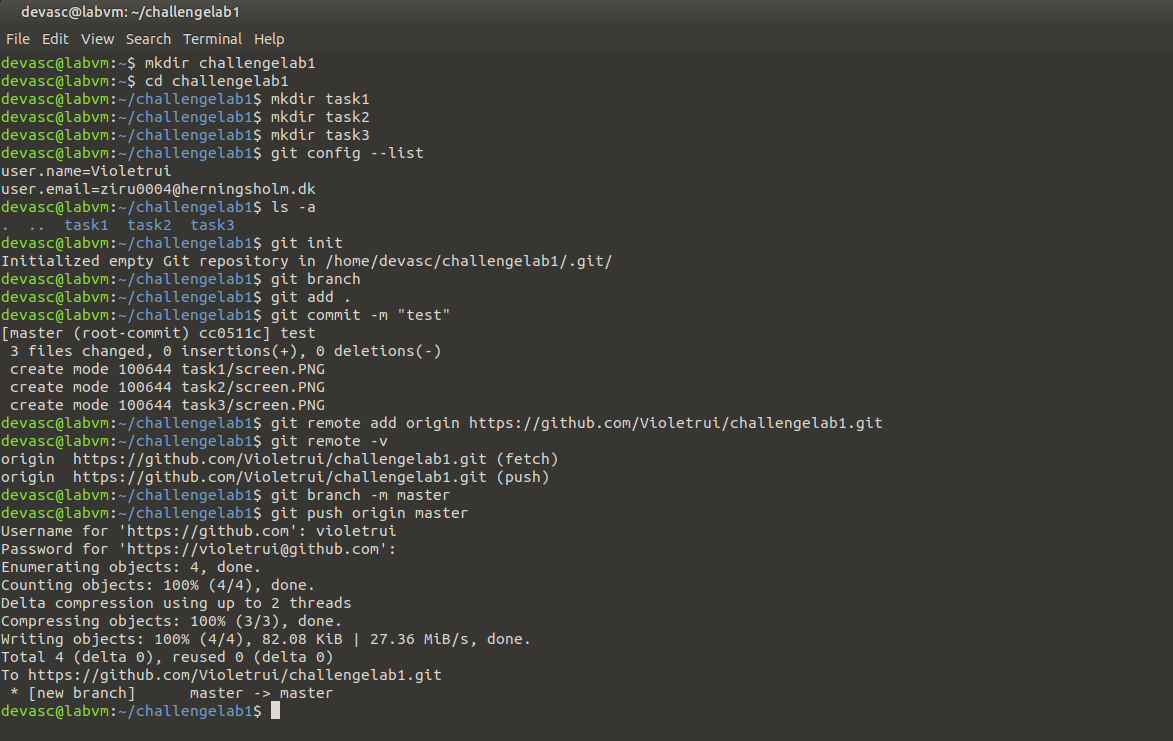 devasc@labvm: ~/challengelab1
File Edit View Search Terminal Help
devasc@labvm:~$ mkdir challengelab1
devasc@labvm:~$ cd challengelab1
devasc@labvm:~/challengelab1$ mkdir task1
devasc@labvm:~/challengelab1$ mkdir task2
devasc@labvm:~/challengelab1$ mkdir task3
devasc@labvm:~/challengelab1$ git config --list
user.name=Violetrui
user.email=ziru0004@herningsholm.dk
devasc@labvm:~/challengelab1$ ls -a
.  ..  task1  task2  task3
devasc@labvm:~/challengelab1$ git init
Initialized empty Git repository in /home/devasc/challengelab1/.git/
devasc@labvm:~/challengelab1$ git branch
devasc@labvm:~/challengelab1$ git add .
devasc@labvm:~/challengelab1$ git commit -m "test"
[master (root-commit) cc0511c] test
 3 files changed, 0 insertions(+), 0 deletions(-)
 create mode 100644 task1/screen.PNG
 create mode 100644 task2/screen.PNG
 create mode 100644 task3/screen.PNG
devasc@labvm:~/challengelab1$ git remote add origin https://github.com/Violetrui/challengelab1.git
devasc@labvm:~/challengelab1$ git remote -v
origin  https://github.com/Violetrui/challengelab1.git (fetch)
origin  https://github.com/Violetrui/challengelab1.git (push)
devasc@labvm:~/challengelab1$ git branch -m master
devasc@labvm:~/challengelab1$ git push origin master
Username for 'https://github.com': violetrui
Password for 'https://violetrui@github.com':
Enumerating objects: 4, done.
Counting objects: 100% (4/4), done.
Delta compression using up to 2 threads
Compressing objects: 100% (3/3), done.
Writing objects: 100% (4/4), 82.08 KiB | 27.36 MiB/s, done.
Total 4 (delta 0), reused 0 (delta 0)
To https://github.com/Violetrui/challengelab1.git
 * [new branch]      master -> master
devasc@labvm:~/challengelab1$